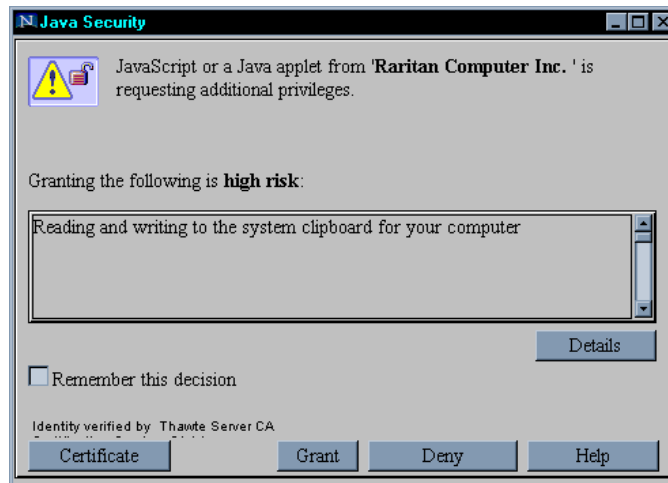 N Java Security
JavaScript or a Java applet from 'Raritan Computer Inc. ' is
requesting additional privileges.
Granting the following is high risk:
Reading and writing to the system clipboard for your computer
Details
Remember this decision
Identity verified by Thawte Server CA
Certificate Grant Deny Help